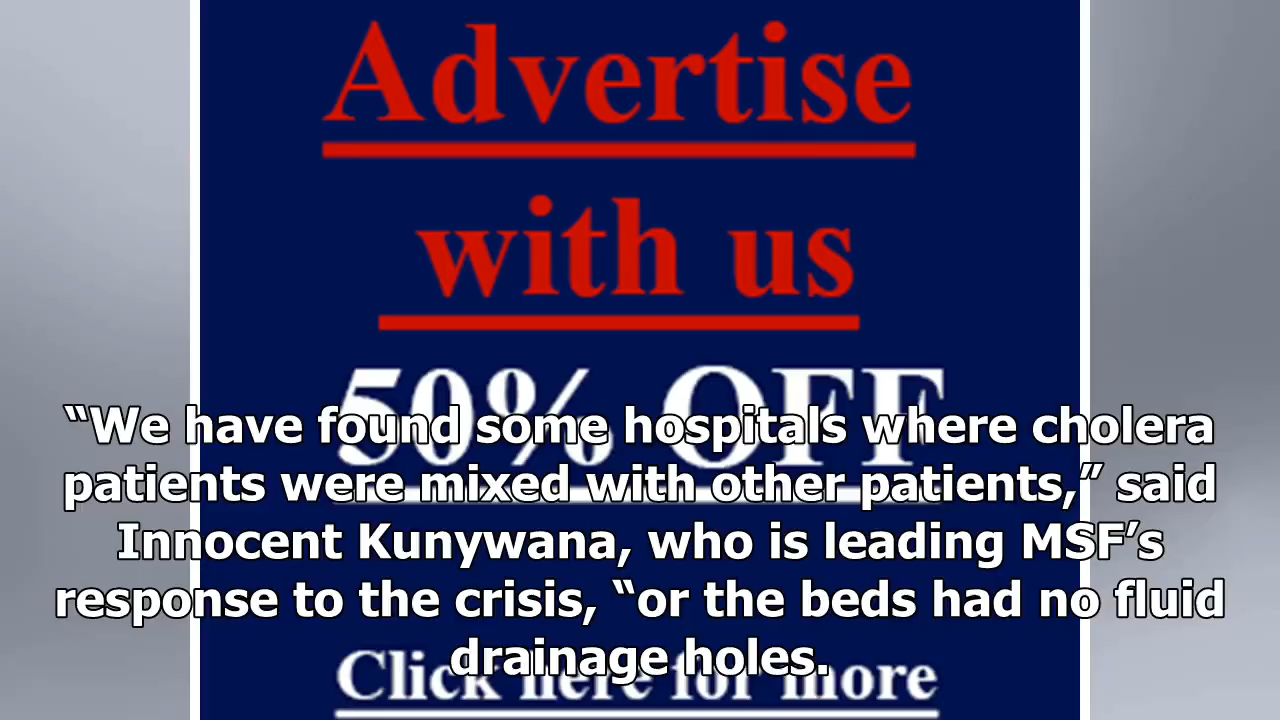 Advertise
with us
50% OFF
“We have found some hospitals where cholera
patients were mixed with other patients,” said
Innocent Kunywana, who is leading MSF’s
response to the crisis, “or the beds had no fluid
drainage holes.
Click here for more